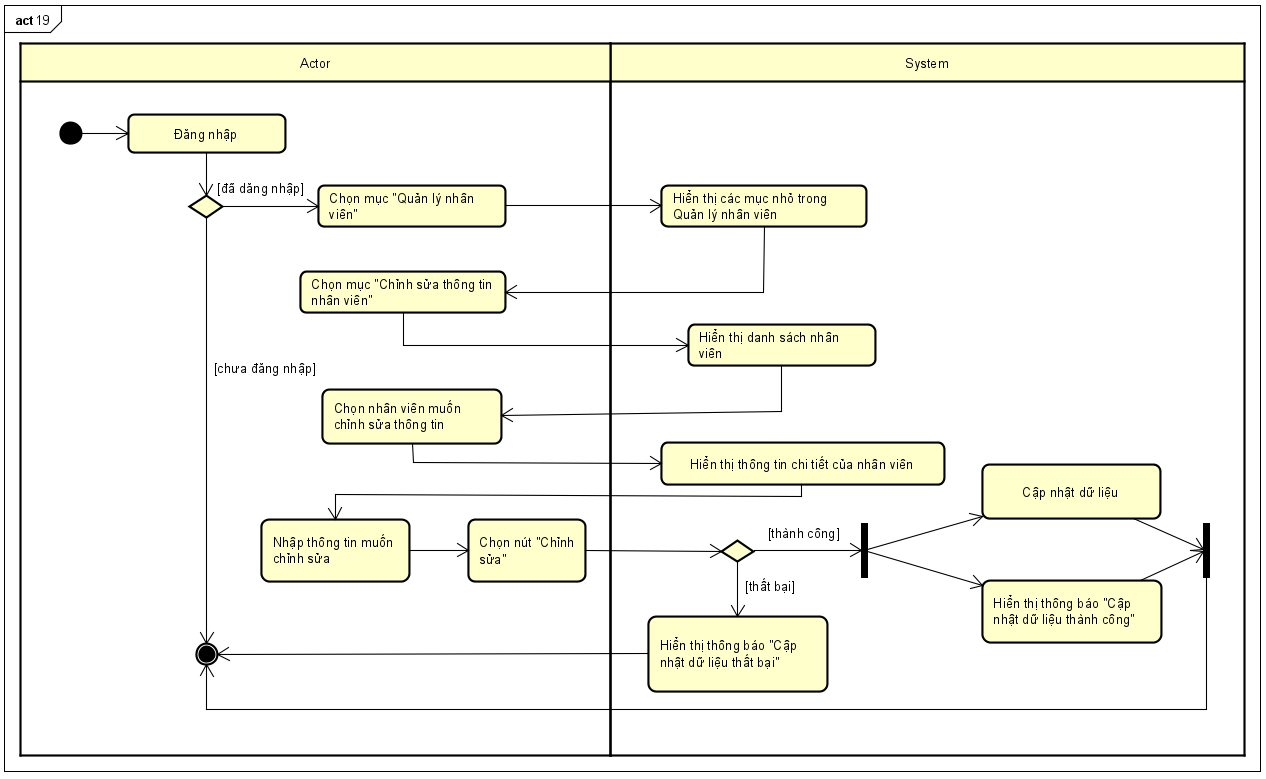 act 19
Actor
System
Đăng nhập
[đã dăng nhập]
Chọn mục "Quản lý nhân
viên"
Hiển thị các mục nhỏ trong
Quản lý nhân viên
Chọn mục "Chỉnh sửa thông tin
nhân viên"
Hiển thị danh sách nhân
viên
[chưa đăng nhập]
Chọn nhân viên muốn
chỉnh sửa thông tin
Hiển thị thông tin chi tiết của nhân viên
Cập nhật dữ liệu
Nhập thông tin muốn
chỉnh sửa
Chọn nút "Chỉnh
sửa"
[thành công]
[thất bại]
Hiển thị thông báo "Cập
nhật dữ liệu thành công"
Hiển thị thông báo "Cập
nhật dữ liệu thất bại"